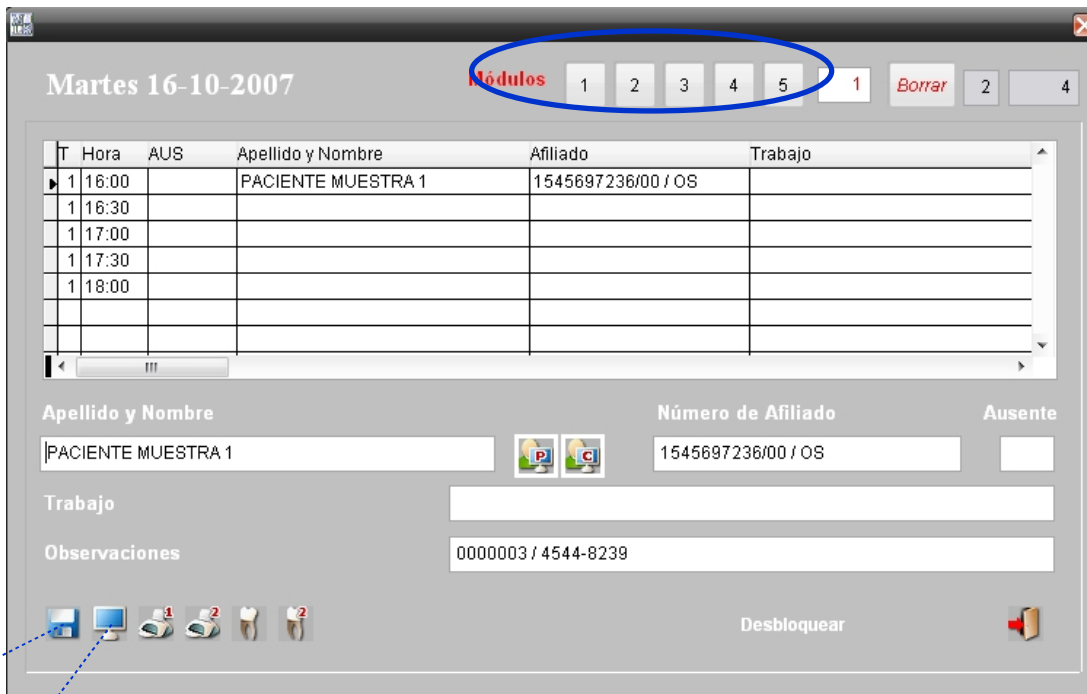 Martes 16-10-2007 Módulos 1 2 3 4 5 1 Borrar 2 4
T Hora AUS Apellido y Nombre Afiliado Trabajo
1 16:00 PACIENTE MUESTRA 1 1545697236/00 / OS
1 16:30
1 17:00
1 17:30
1 18:00
Apellido y Nombre Número de Afiliado Ausente
PACIENTE MUESTRA 1 P C 1545697236/00 / OS
Trabajo
Observaciones 0000003 / 4544-8239
1 2 2 Desbloquear